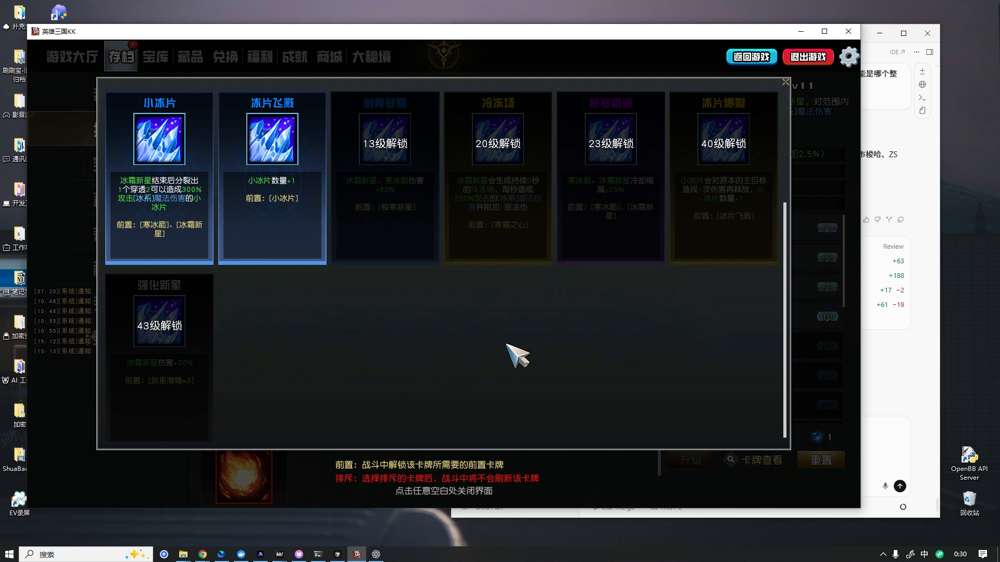 英雄三国KK
游戏大厅 存档 宝库 藏品 兑换 福利 成就 商城 大秘境
返回游戏 退出游戏
IDE
小冰片
冰霜新星结束后分裂出
1个穿透2可以造成300%
攻击[冰系]魔法伤害的小
冰片
前置：[寒冰箭]、[冰霜新
星]
冰片飞溅
小冰片数量+1
前置：[小冰片]
刺骨寒霜
13级解锁
冰霜新星、寒冰箭伤害
+80%
前置：[极寒新星]
冷冻场
20级解锁
冰霜新星会生成持续3秒
的冷冻场，每秒造成
200%攻击的[冰系]魔法伤
害并附加1层冻伤
前置：[寒霜之心]
极寒精通
23级解锁
寒冰箭、冰霜新星冷却缩
减+25%
前置：[寒冰箭]、[冰霜新
星]
冰片爆裂
40级解锁
小冰片会对原本的主目标
造成1次伤害再释放，小
冰片数量+1
前置：[冰片飞溅]
强化新星
43级解锁
冰霜新星伤害+20%
前置：[新星增幅x3]
v11
新星，对范围内
系]魔法伤害
加2.5%)
2
5
7
10
13
16
20
1
[07: 20][系统]通知:
[10: 48][系统]通知:
[10: 48][系统]通知:
[10: 55][系统]通知:
[10: 55][系统]通知:
[15: 12][系统]通知:
[15: 13][系统]通知:
前置：战斗中解锁该卡牌所需要的前置卡牌
排斥：选择排斥的卡牌后，战斗中将不会刷新该卡牌
点击任意空白处关闭界面
升级 卡牌查看 重置
能是哪个整
市梭哈、ZS
Review
+63
+188
+17 -2
+61 -19
扑克
刷刷宝-旧
归档
影音
通讯
开发工
工作
笔记
加密
AI 工
加密
ShuaBao
EV录屏
OpenBB API
Server
回收站
搜索
kk!
中
0:30